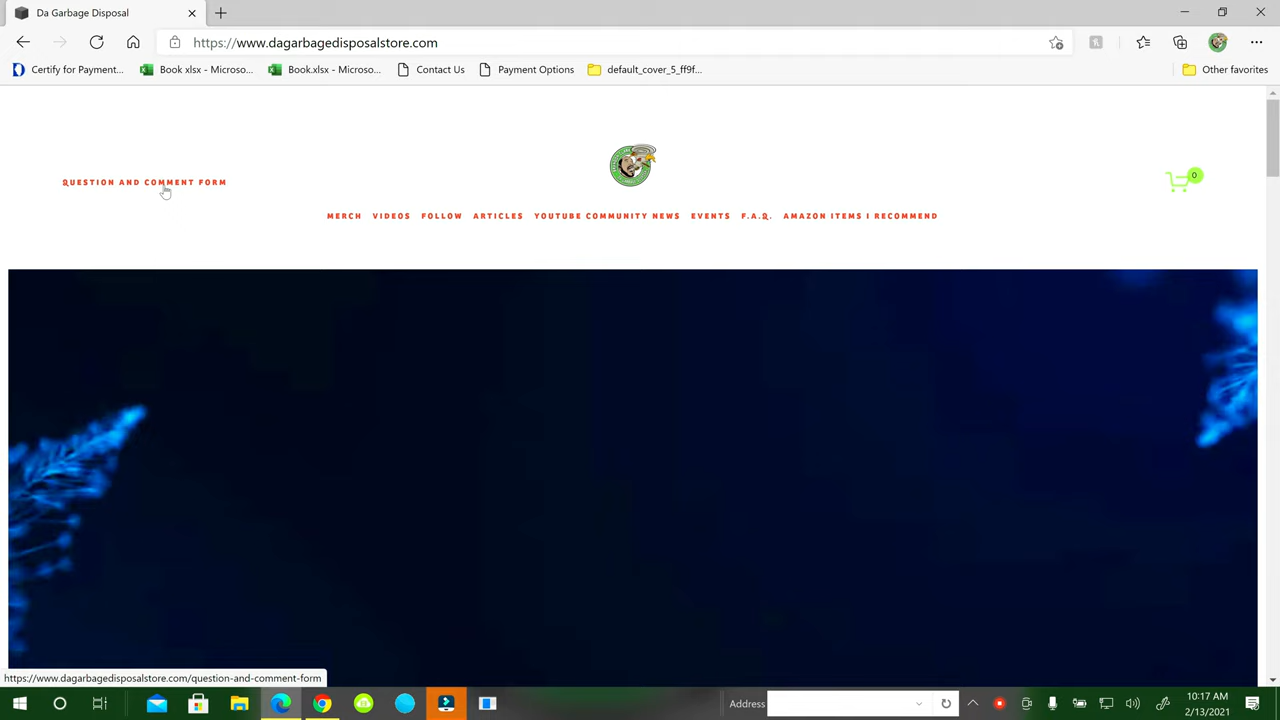 Da Garbage Disposal
https://www.dagarbagedisposalstore.com
Certify for Payment...
Book xlsx - Microso...
Book.xlsx - Microso...
Contact Us
Payment Options
default_cover_5_ff9f...
Other favorites
QUESTION AND COMMENT FORM
0
MERCH VIDEOS FOLLOW ARTICLES YOUTUBE COMMUNITY NEWS EVENTS F.A.Q. AMAZON ITEMS I RECOMMEND
https://www.dagarbagedisposalstore.com/question-and-comment-form
Address
10:17 AM
2/13/2021